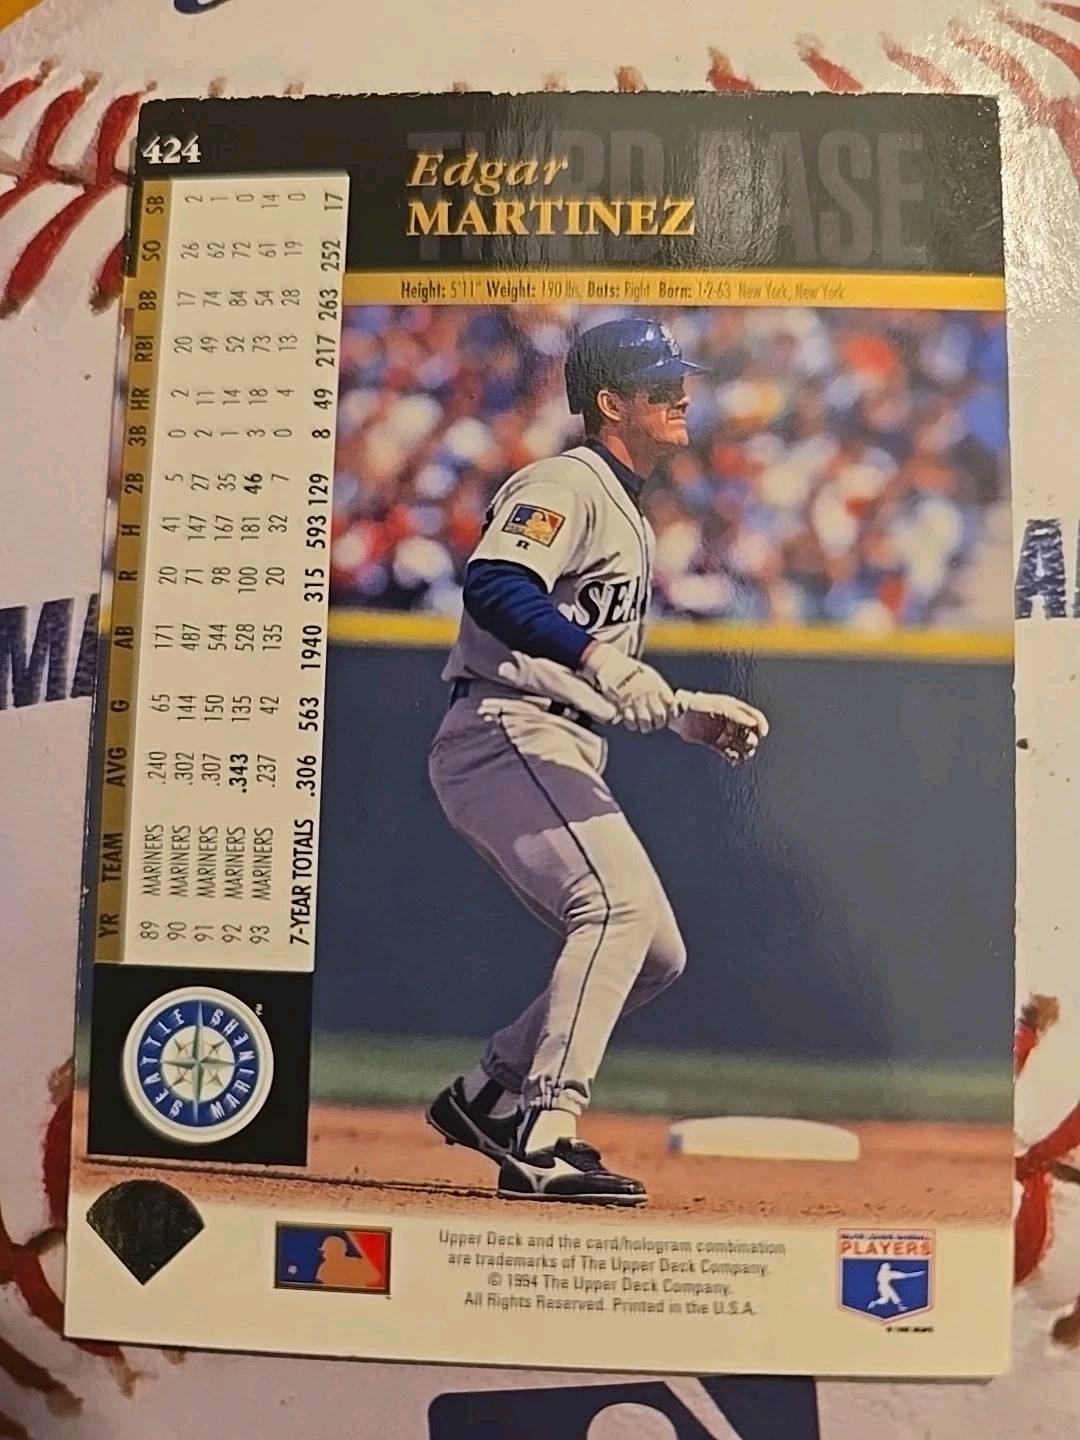 424
THIRD BASE
Edgar
MARTINEZ
Height: 5'11" Weight: 190 lbs. Bats: Right Born: 1-2-63 New York, New York
YR TEAM AVG G AB R H 2B 3B HR RBI BB SO SB
89 MARINERS .240 65 171 20 41 5 0 2 20 17 26 2
90 MARINERS .302 144 487 71 147 27 2 11 49 74 62 1
91 MARINERS .307 150 544 98 167 35 1 14 52 84 72 0
92 MARINERS .343 135 528 100 181 46 3 18 73 54 61 14
93 MARINERS .237 42 135 20 32 7 0 4 13 28 19 0
7-YEAR TOTALS .306 563 1940 315 593 129 8 49 217 263 252 17
R
SEA
SEATTLE
MARINERS
S
TM
Upper Deck and the card/hologram combination
are trademarks of The Upper Deck Company.
© 1994 The Upper Deck Company.
All Rights Reserved. Printed in the U.S.A.
PLAYERS
MA